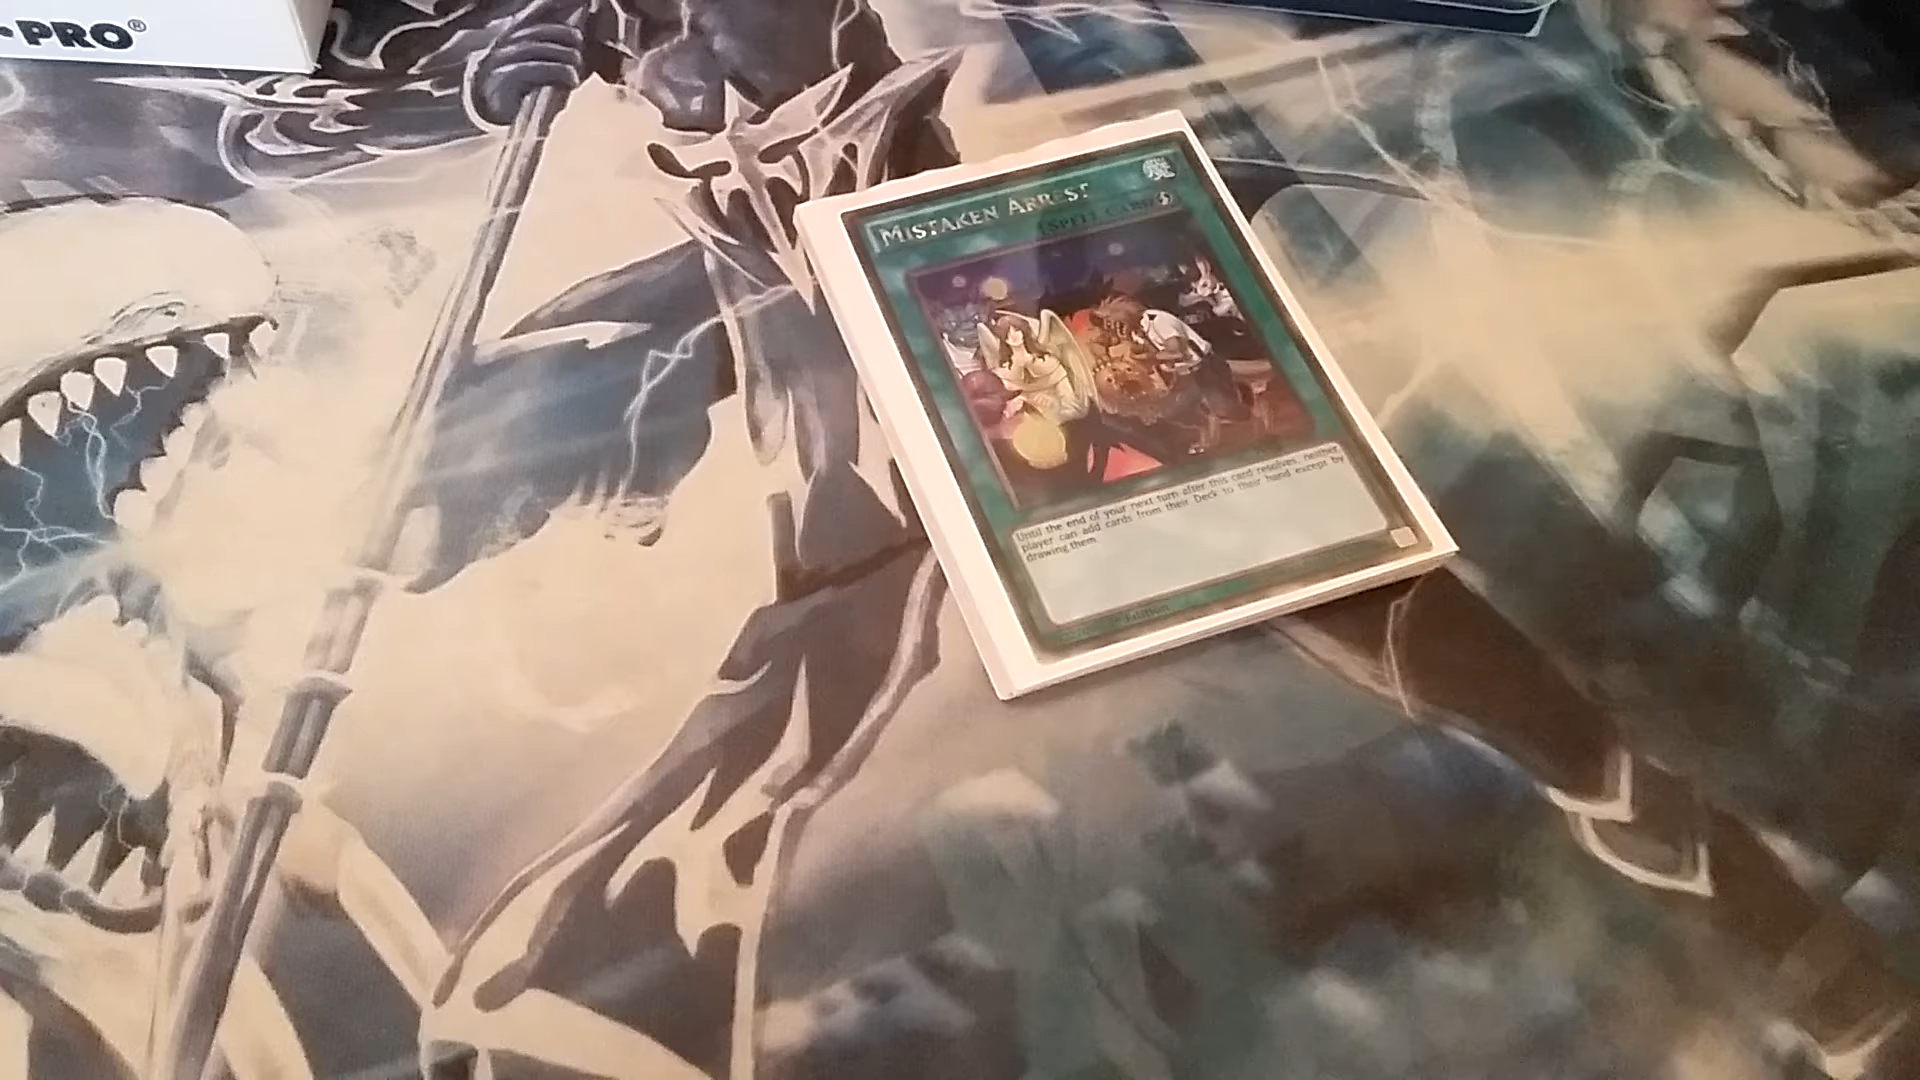 -PRO®
MISTAKEN ARREST
[SPELL CARD
Until the end of your next turn after this card resolves, neither
player can add cards from their Deck to their hand except by
drawing them.
Edition